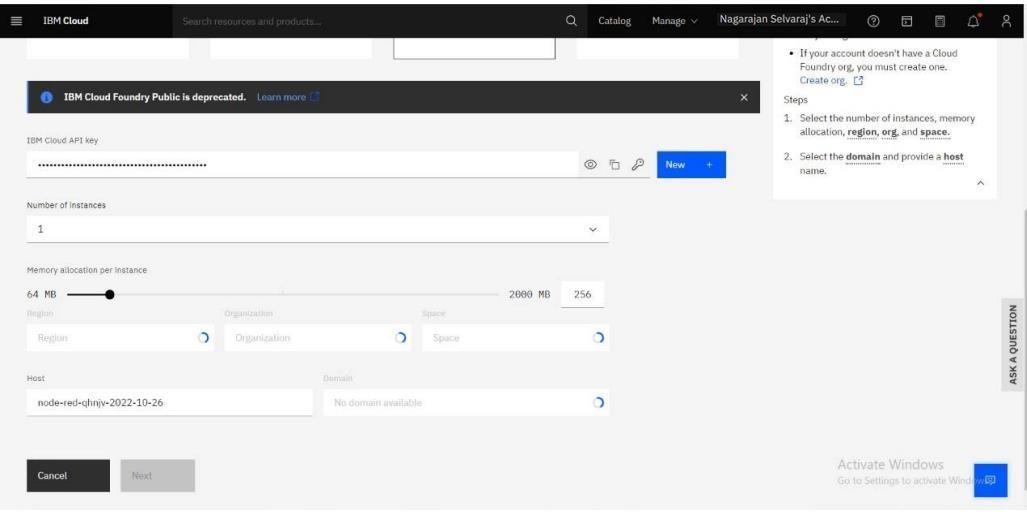 IBM Cloud
Search resources and products...
Catalog
Manage
Nagarajan Selvaraj's Ac...
• If your account doesn't have a Cloud
Foundry org, you must create one.
Create org.
IBM Cloud Foundry Public is deprecated. Learn more
Steps
1. Select the number of instances, memory
allocation, region, org, and space.
2. Select the domain and provide a host
name.
IBM Cloud API key
••••••••••••••••••••••••••••••••••••••••••••
New +
Number of instances
1
Memory allocation per instance
64 MB
2000 MB
256
Region
Organization
Space
Region
Organization
Space
Host
Domain
node-red-qhnjv-2022-10-26
No domain available
Cancel
Next
ASK A QUESTION
Activate Windows
Go to Settings to activate Windows